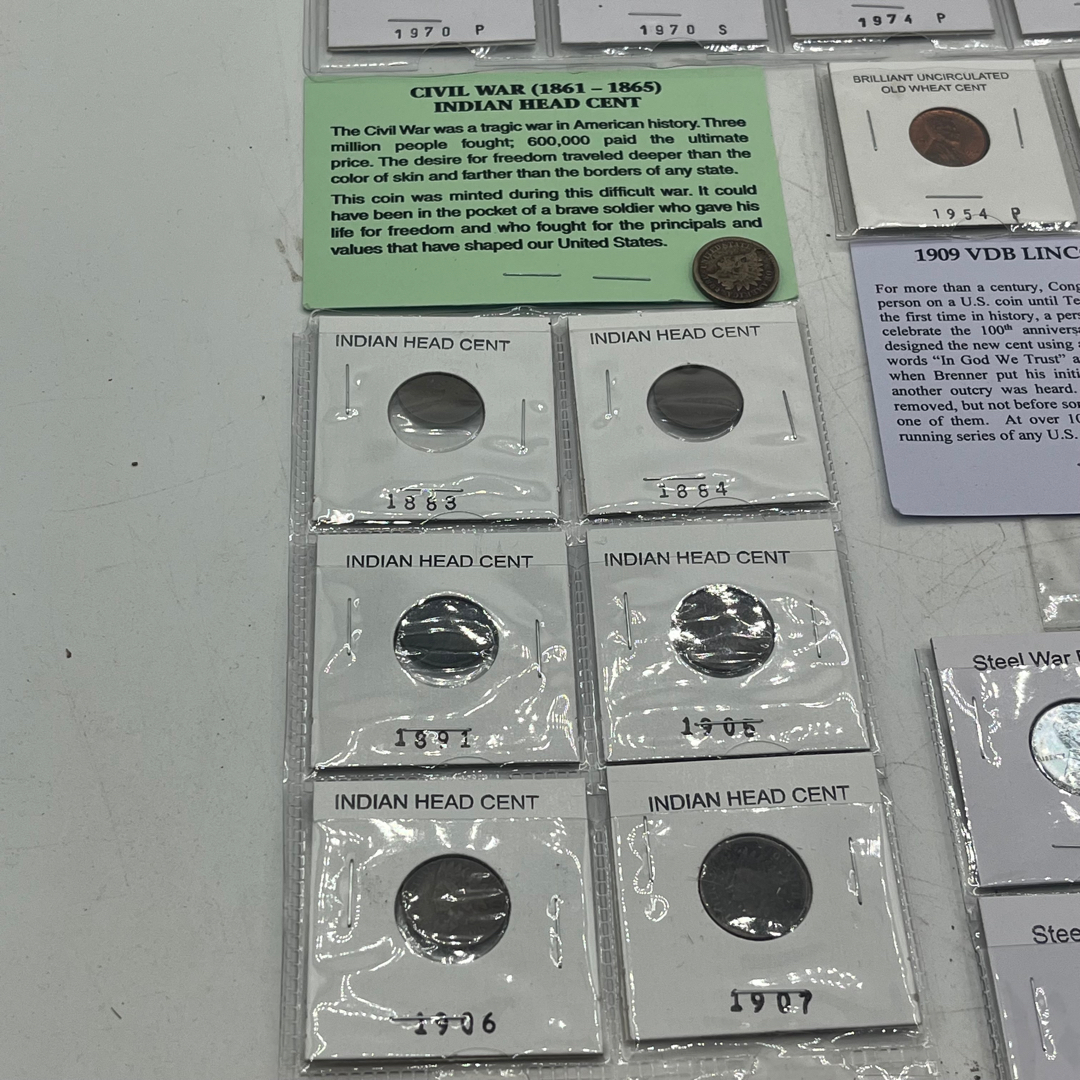 1970 P
1970 S
1974 P
CIVIL WAR (1861 – 1865)
INDIAN HEAD CENT
The Civil War was a tragic war in American history. Three
million people fought; 600,000 paid the ultimate
price. The desire for freedom traveled deeper than the
color of skin and farther than the borders of any state.
This coin was minted during this difficult war. It could
have been in the pocket of a brave soldier who gave his
life for freedom and who fought for the principals and
values that have shaped our United States.
BRILLIANT UNCIRCULATED
OLD WHEAT CENT
1954 P
1909 VDB LINC
For more than a century, Cong
person on a U.S. coin until Te
the first time in history, a pers
celebrate the 100th annivers
designed the new cent using
words "In God We Trust" a
when Brenner put his initi
another outcry was heard.
removed, but not before so
one of them. At over 10
running series of any U.S.
INDIAN HEAD CENT
1883
INDIAN HEAD CENT
1884
INDIAN HEAD CENT
1891
INDIAN HEAD CENT
1905
INDIAN HEAD CENT
1906
INDIAN HEAD CENT
1907
Steel War
Stee